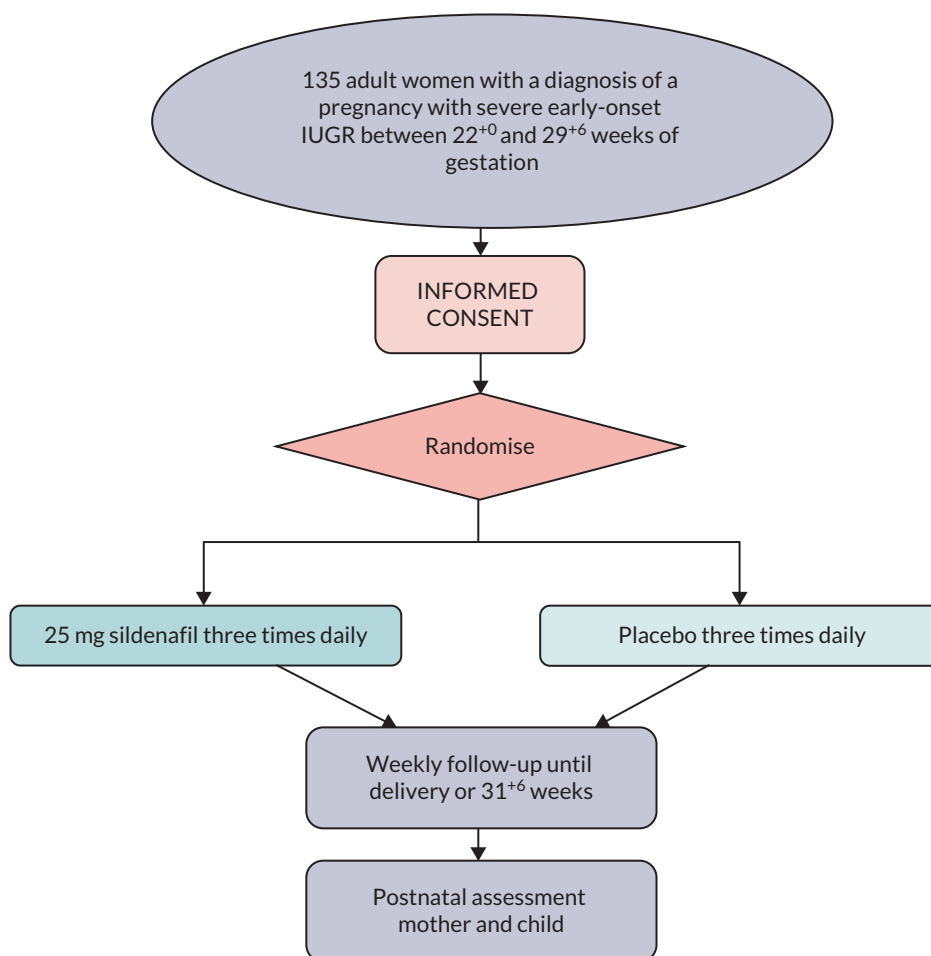 135 adult women with a diagnosis of a
pregnancy with severe early-onset
IUGR between 22⁺⁰ and 29⁺⁶ weeks of
gestation
INFORMED
CONSENT
Randomise
25 mg sildenafil three times daily
Placebo three times daily
Weekly follow-up until
delivery or 31⁺⁶ weeks
Postnatal assessment
mother and child